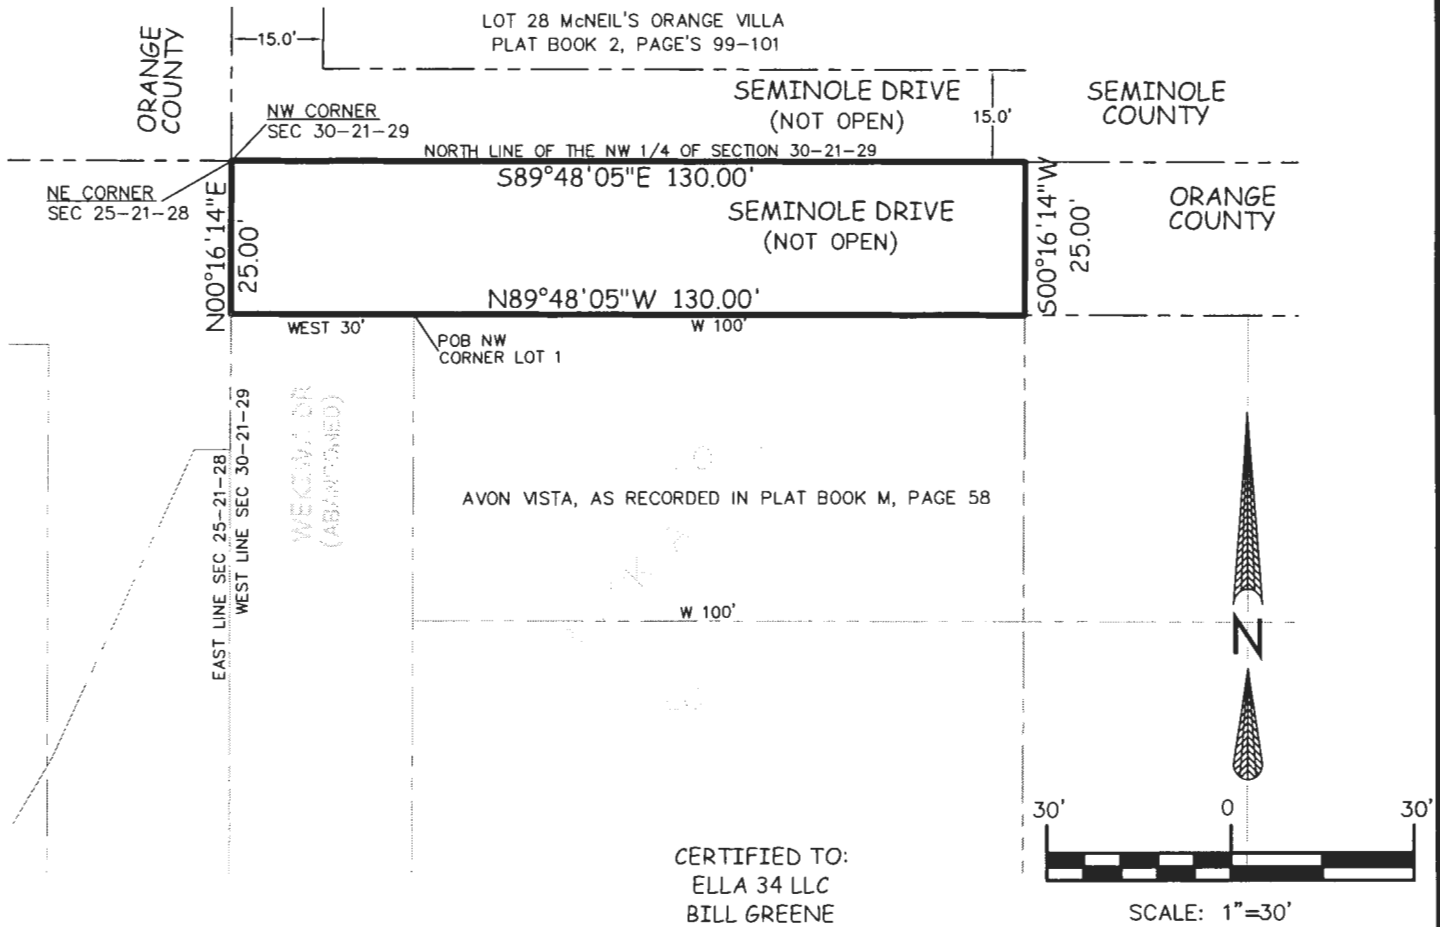 LOT 28 McNEIL'S ORANGE VILLA
PLAT BOOK 2, PAGE'S 99-101
15.0'
ORANGE
COUNTY
SEMINOLE DRIVE
(NOT OPEN)
15.0'
SEMINOLE
COUNTY
NW CORNER
SEC 30-21-29
NORTH LINE OF THE NW 1/4 OF SECTION 30-21-29
NE CORNER
SEC 25-21-28
S89°48'05"E 130.00'
SEMINOLE DRIVE
(NOT OPEN)
ORANGE
COUNTY
N00°16'14"E
25.00'
S00°16'14"W
25.00'
N89°48'05"W 130.00'
WEST 30'
W 100'
POB NW
CORNER LOT 1
WEKIWA DR
(ABANDONED)
EAST LINE SEC 25-21-28
WEST LINE SEC 30-21-29
AVON VISTA, AS RECORDED IN PLAT BOOK M, PAGE 58
W 100'
N
30'
0
30'
SCALE: 1"=30'
CERTIFIED TO:
ELLA 34 LLC
BILL GREENE